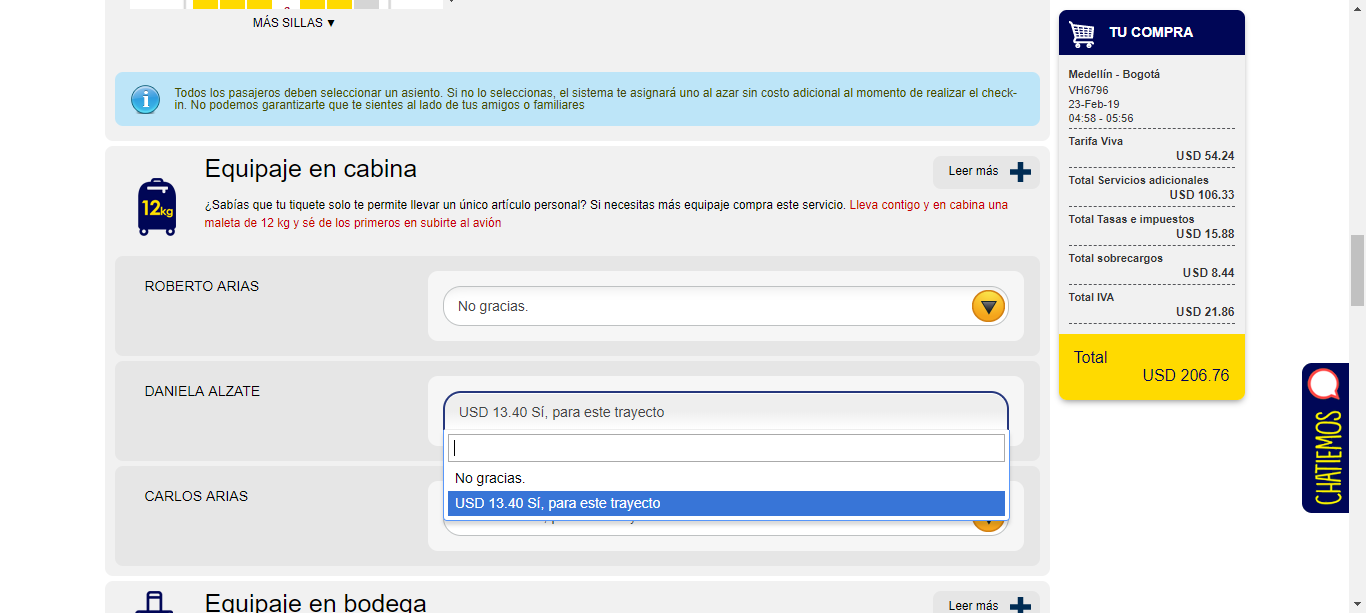 MÁS SILLAS ▼
Todos los pasajeros deben seleccionar un asiento. Si no lo seleccionas, el sistema te asignará uno al azar sin costo adicional al momento de realizar el check-
in. No podemos garantizarte que te sientes al lado de tus amigos o familiares
Equipaje en cabina
Leer más
12kg
¿Sabías que tu tiquete solo te permite llevar un único artículo personal? Si necesitas más equipaje compra este servicio. Lleva contigo y en cabina una
maleta de 12 kg y sé de los primeros en subirte al avión
ROBERTO ARIAS
No gracias.
DANIELA ALZATE
USD 13.40 Sí, para este trayecto
No gracias.
USD 13.40 Sí, para este trayecto
CARLOS ARIAS
Equipaje en bodega
Leer más
TU COMPRA
Medellín - Bogotá
VH6796
23-Feb-19
04:58 - 05:56
Tarifa Viva
USD 54.24
Total Servicios adicionales
USD 106.33
Total Tasas e impuestos
USD 15.88
Total sobrecargos
USD 8.44
Total IVA
USD 21.86
Total
USD 206.76
CHATIEMOS